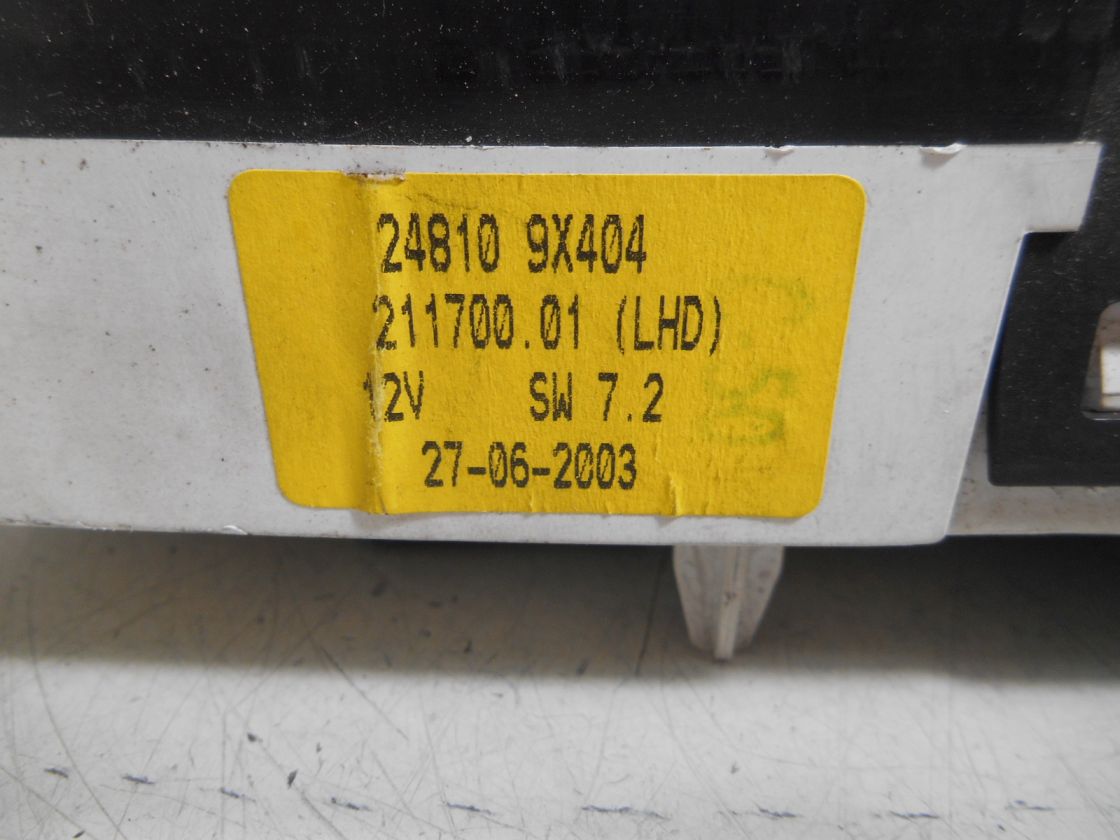 24810 9X404
211700.01 (LHD)
12V SW 7.2
27-06-2003